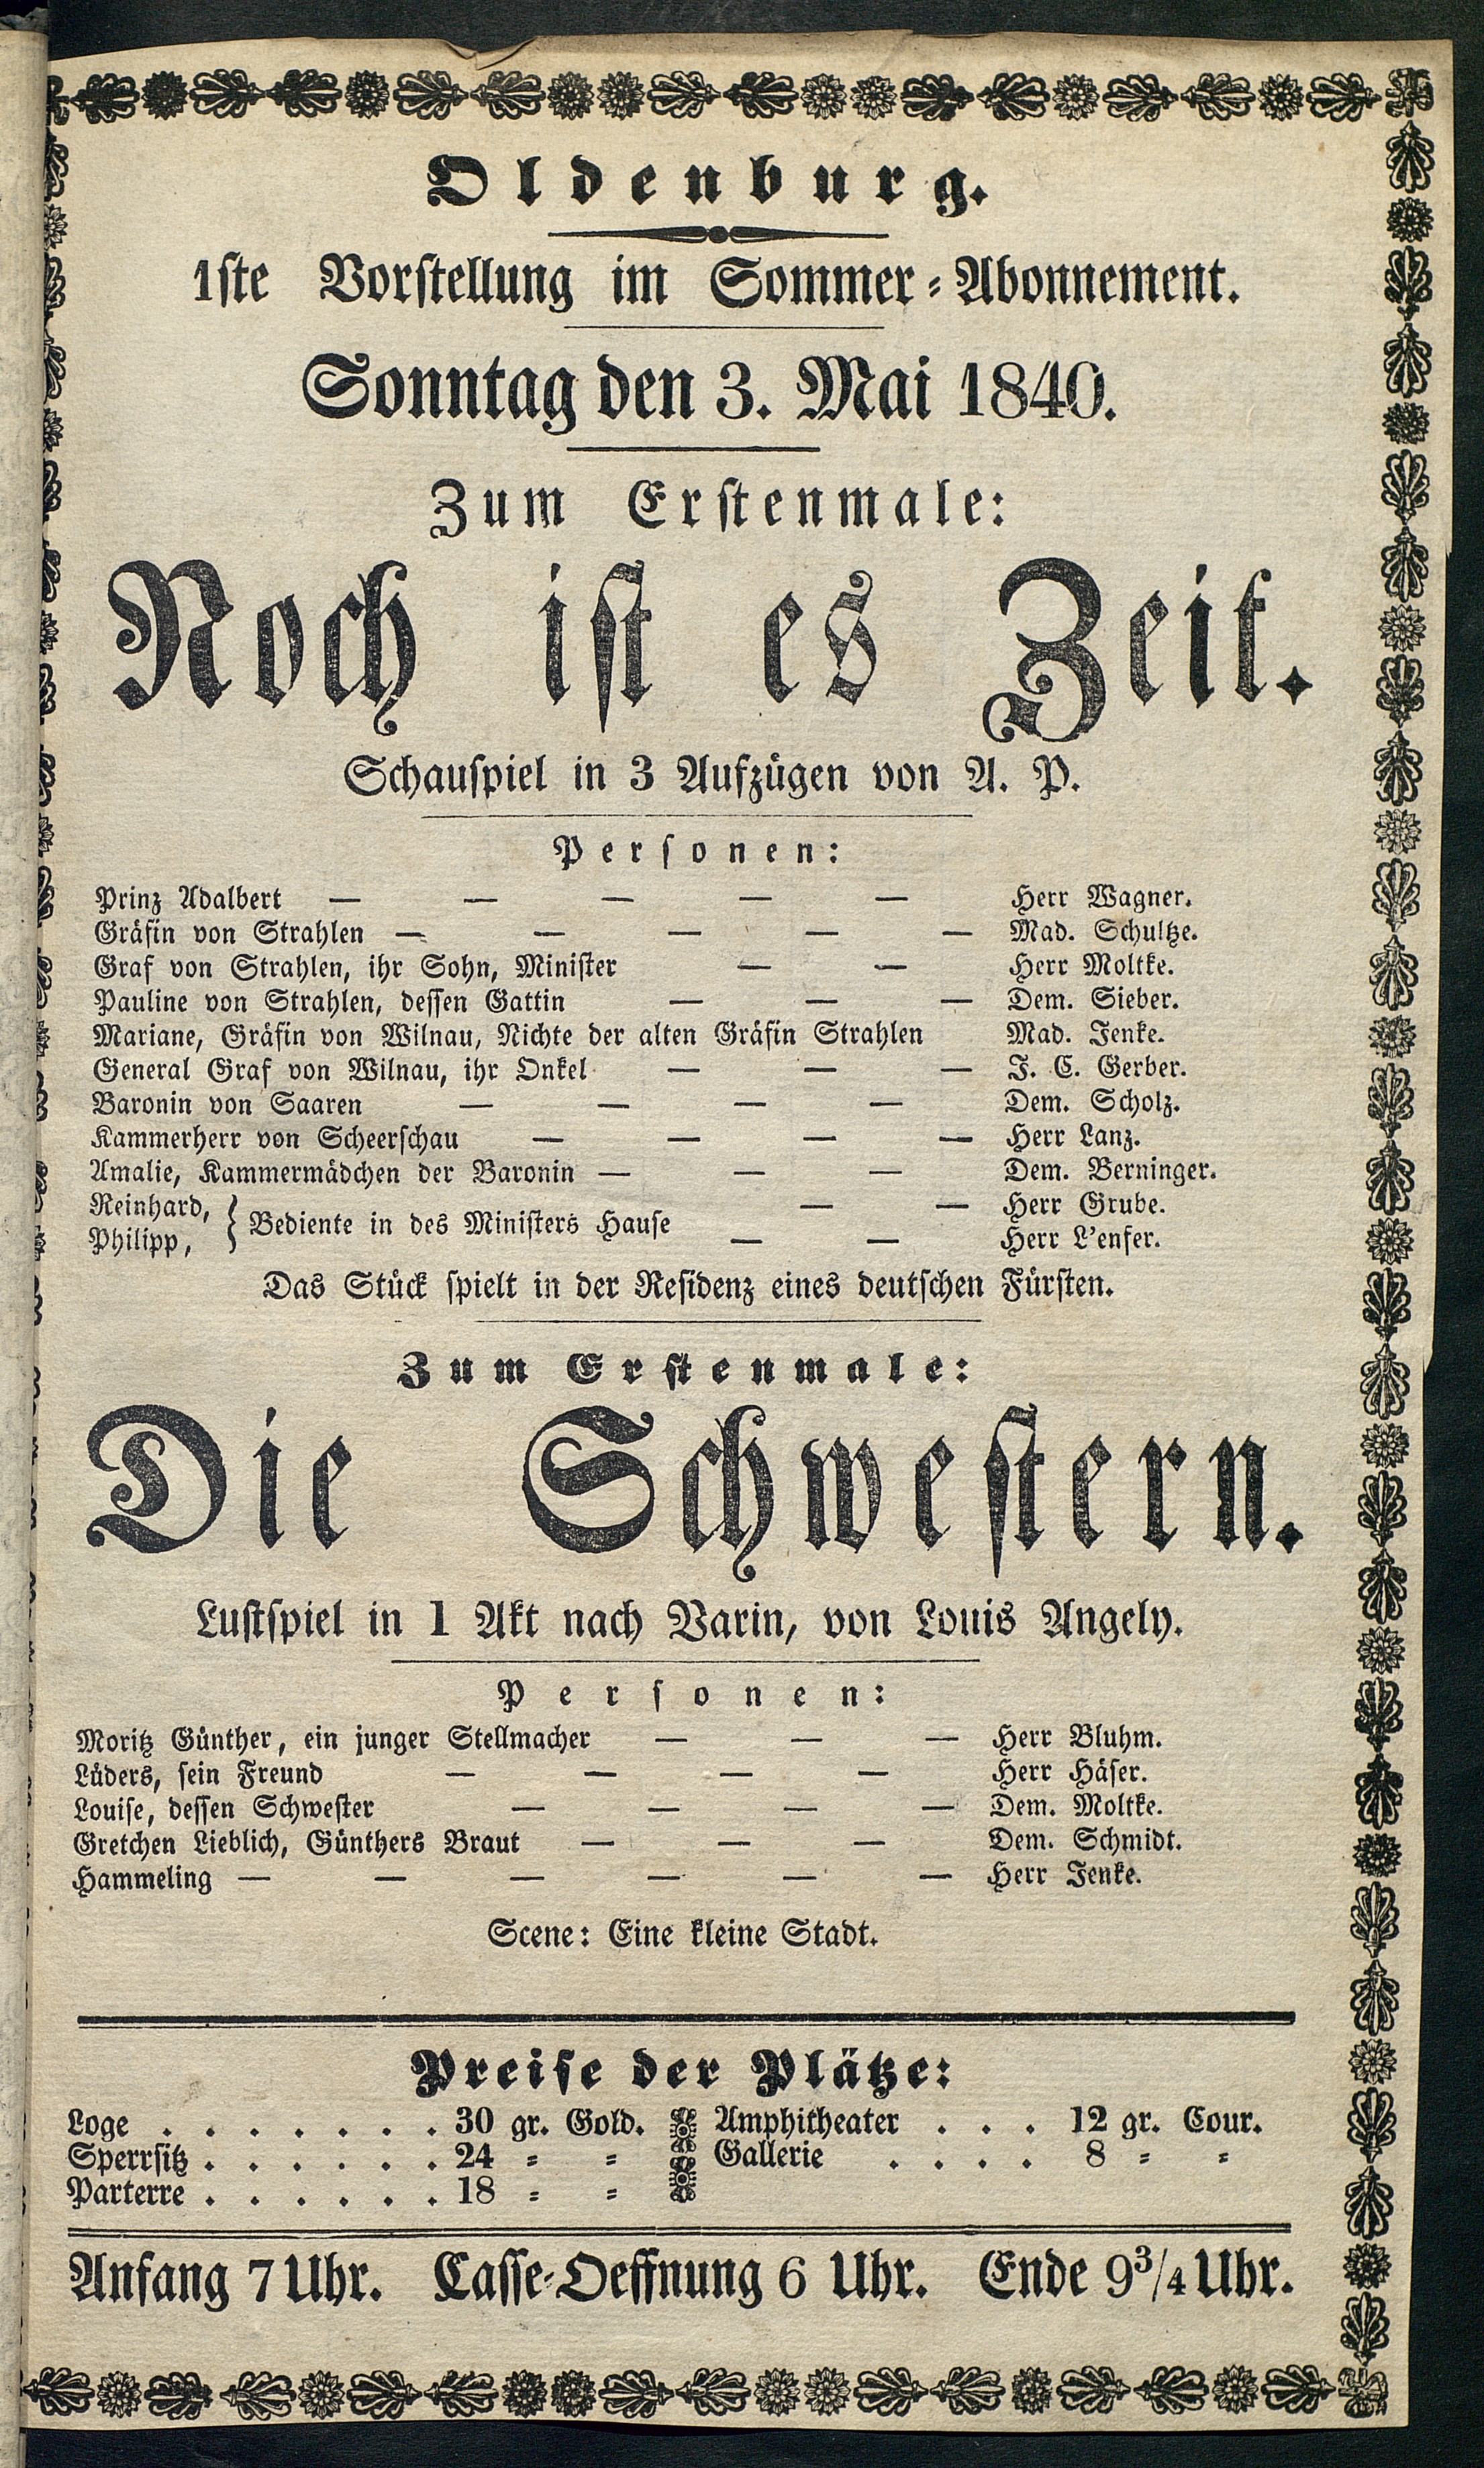 Oldenburg.
1ste Vorstellung im Sommer-Abonnement.
Sonntag den 3. Mai 1840.
Zum Erstenmale:
Noch ist es Zeit.
Schauspiel in 3 Aufzügen von A. P.
Personen:
Prinz Adalbert — — — — — Herr Wagner.
Gräfin von Strahlen — — — — — Mad. Schultze.
Graf von Strahlen, ihr Sohn, Minister — — Herr Moltke.
Pauline von Strahlen, dessen Gattin — — — Dem. Sieber.
Mariane, Gräfin von Wilnau, Nichte der alten Gräfin Strahlen Mad. Jenke.
General Graf von Wilnau, ihr Onkel — — — J. C. Gerber.
Baronin von Saaren — — — — Dem. Scholz.
Kammerherr von Scheerschau — — — — Herr Lanz.
Amalie, Kammermädchen der Baronin — — — Dem. Berninger.
Reinhard, } Bediente in des Ministers Hause — — Herr Grube.
Philipp, — — Herr L'enfer.
Das Stück spielt in der Residenz eines deutschen Fürsten.
Zum Erstenmale:
Die Schwestern.
Lustspiel in 1 Akt nach Varin, von Louis Angely.
Personen:
Moritz Günther, ein junger Stellmacher — — — Herr Bluhm.
Lüders, sein Freund — — — — Herr Häser.
Louise, dessen Schwester — — — — Dem. Moltke.
Gretchen Lieblich, Günthers Braut — — — Dem. Schmidt.
Hammeling — — — — — — Herr Jenke.
Scene: Eine kleine Stadt.
Preise der Plätze:
Loge . . . . . . . 30 gr. Gold. Amphitheater . . . 12 gr. Cour.
Sperrsitz . . . . . . 24 = = Gallerie . . . . 8 = =
Parterre . . . . . . 18 = =
Anfang 7 Uhr. Casse-Oeffnung 6 Uhr. Ende 9 3/4 Uhr.